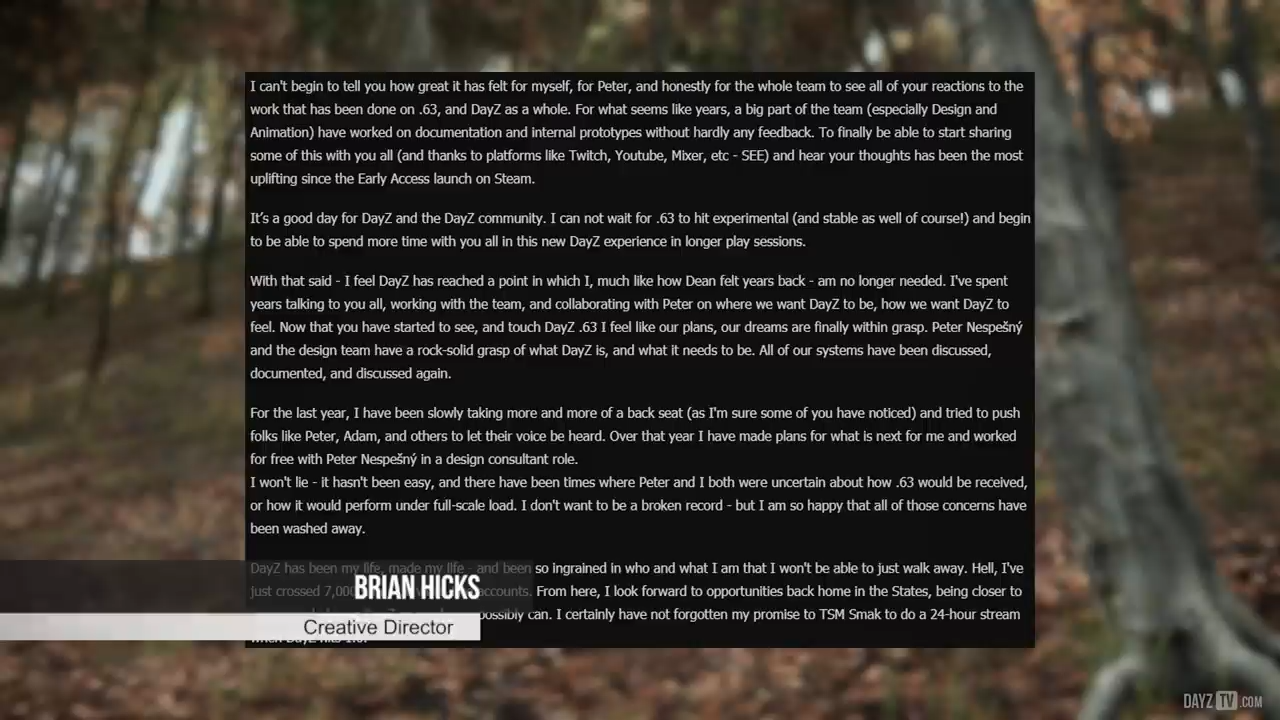 I can't begin to tell you how great it has felt for myself, for Peter, and honestly for the whole team to see all of your reactions to the
work that has been done on .63, and DayZ as a whole. For what seems like years, a big part of the team (especially Design and
Animation) have worked on documentation and internal prototypes without hardly any feedback. To finally be able to start sharing
some of this with you all (and thanks to platforms like Twitch, Youtube, Mixer, etc - SEE) and hear your thoughts has been the most
uplifting since the Early Access launch on Steam.
It's a good day for DayZ and the DayZ community. I can not wait for .63 to hit experimental (and stable as well of course!) and begin
to be able to spend more time with you all in this new DayZ experience in longer play sessions.
With that said - I feel DayZ has reached a point in which I, much like how Dean felt years back - am no longer needed. I've spent
years talking to you all, working with the team, and collaborating with Peter on where we want DayZ to be, how we want DayZ to
feel. Now that you have started to see, and touch DayZ .63 I feel like our plans, our dreams are finally within grasp. Peter Nespešný
and the design team have a rock-solid grasp of what DayZ is, and what it needs to be. All of our systems have been discussed,
documented, and discussed again.
For the last year, I have been slowly taking more and more of a back seat (as I'm sure some of you have noticed) and tried to push
folks like Peter, Adam, and others to let their voice be heard. Over that year I have made plans for what is next for me and worked
for free with Peter Nespešný in a design consultant role.
I won't lie - it hasn't been easy, and there have been times where Peter and I both were uncertain about how .63 would be received,
or how it would perform under full-scale load. I don't want to be a broken record - but I am so happy that all of those concerns have
been washed away.
DayZ has been my life, made my life - and been so ingrained in who and what I am that I won't be able to just walk away. Hell, I've
just crossed 7,000 accounts. From here, I look forward to opportunities back home in the States, being closer to
possibly can. I certainly have not forgotten my promise to TSM Smak to do a 24-hour stream
when DayZ hits 1.0.
BRIAN HICKS
Creative Director
DAYZ TV .COM